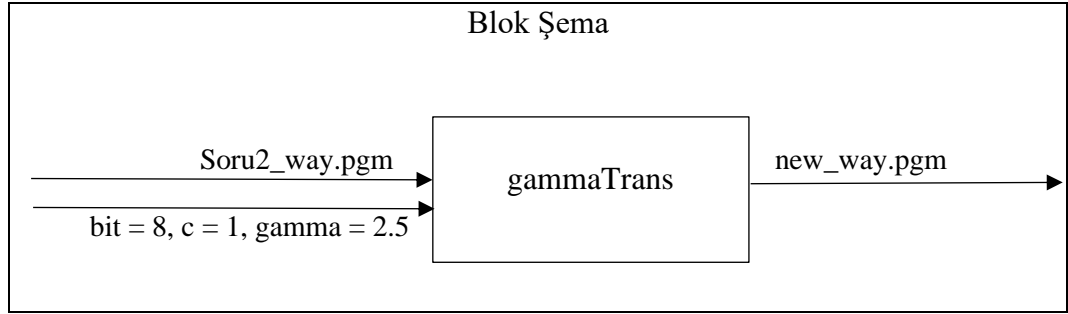 Blok Şema
Soru2_way.pgm
bit = 8, c = 1, gamma = 2.5
gammaTrans
new_way.pgm